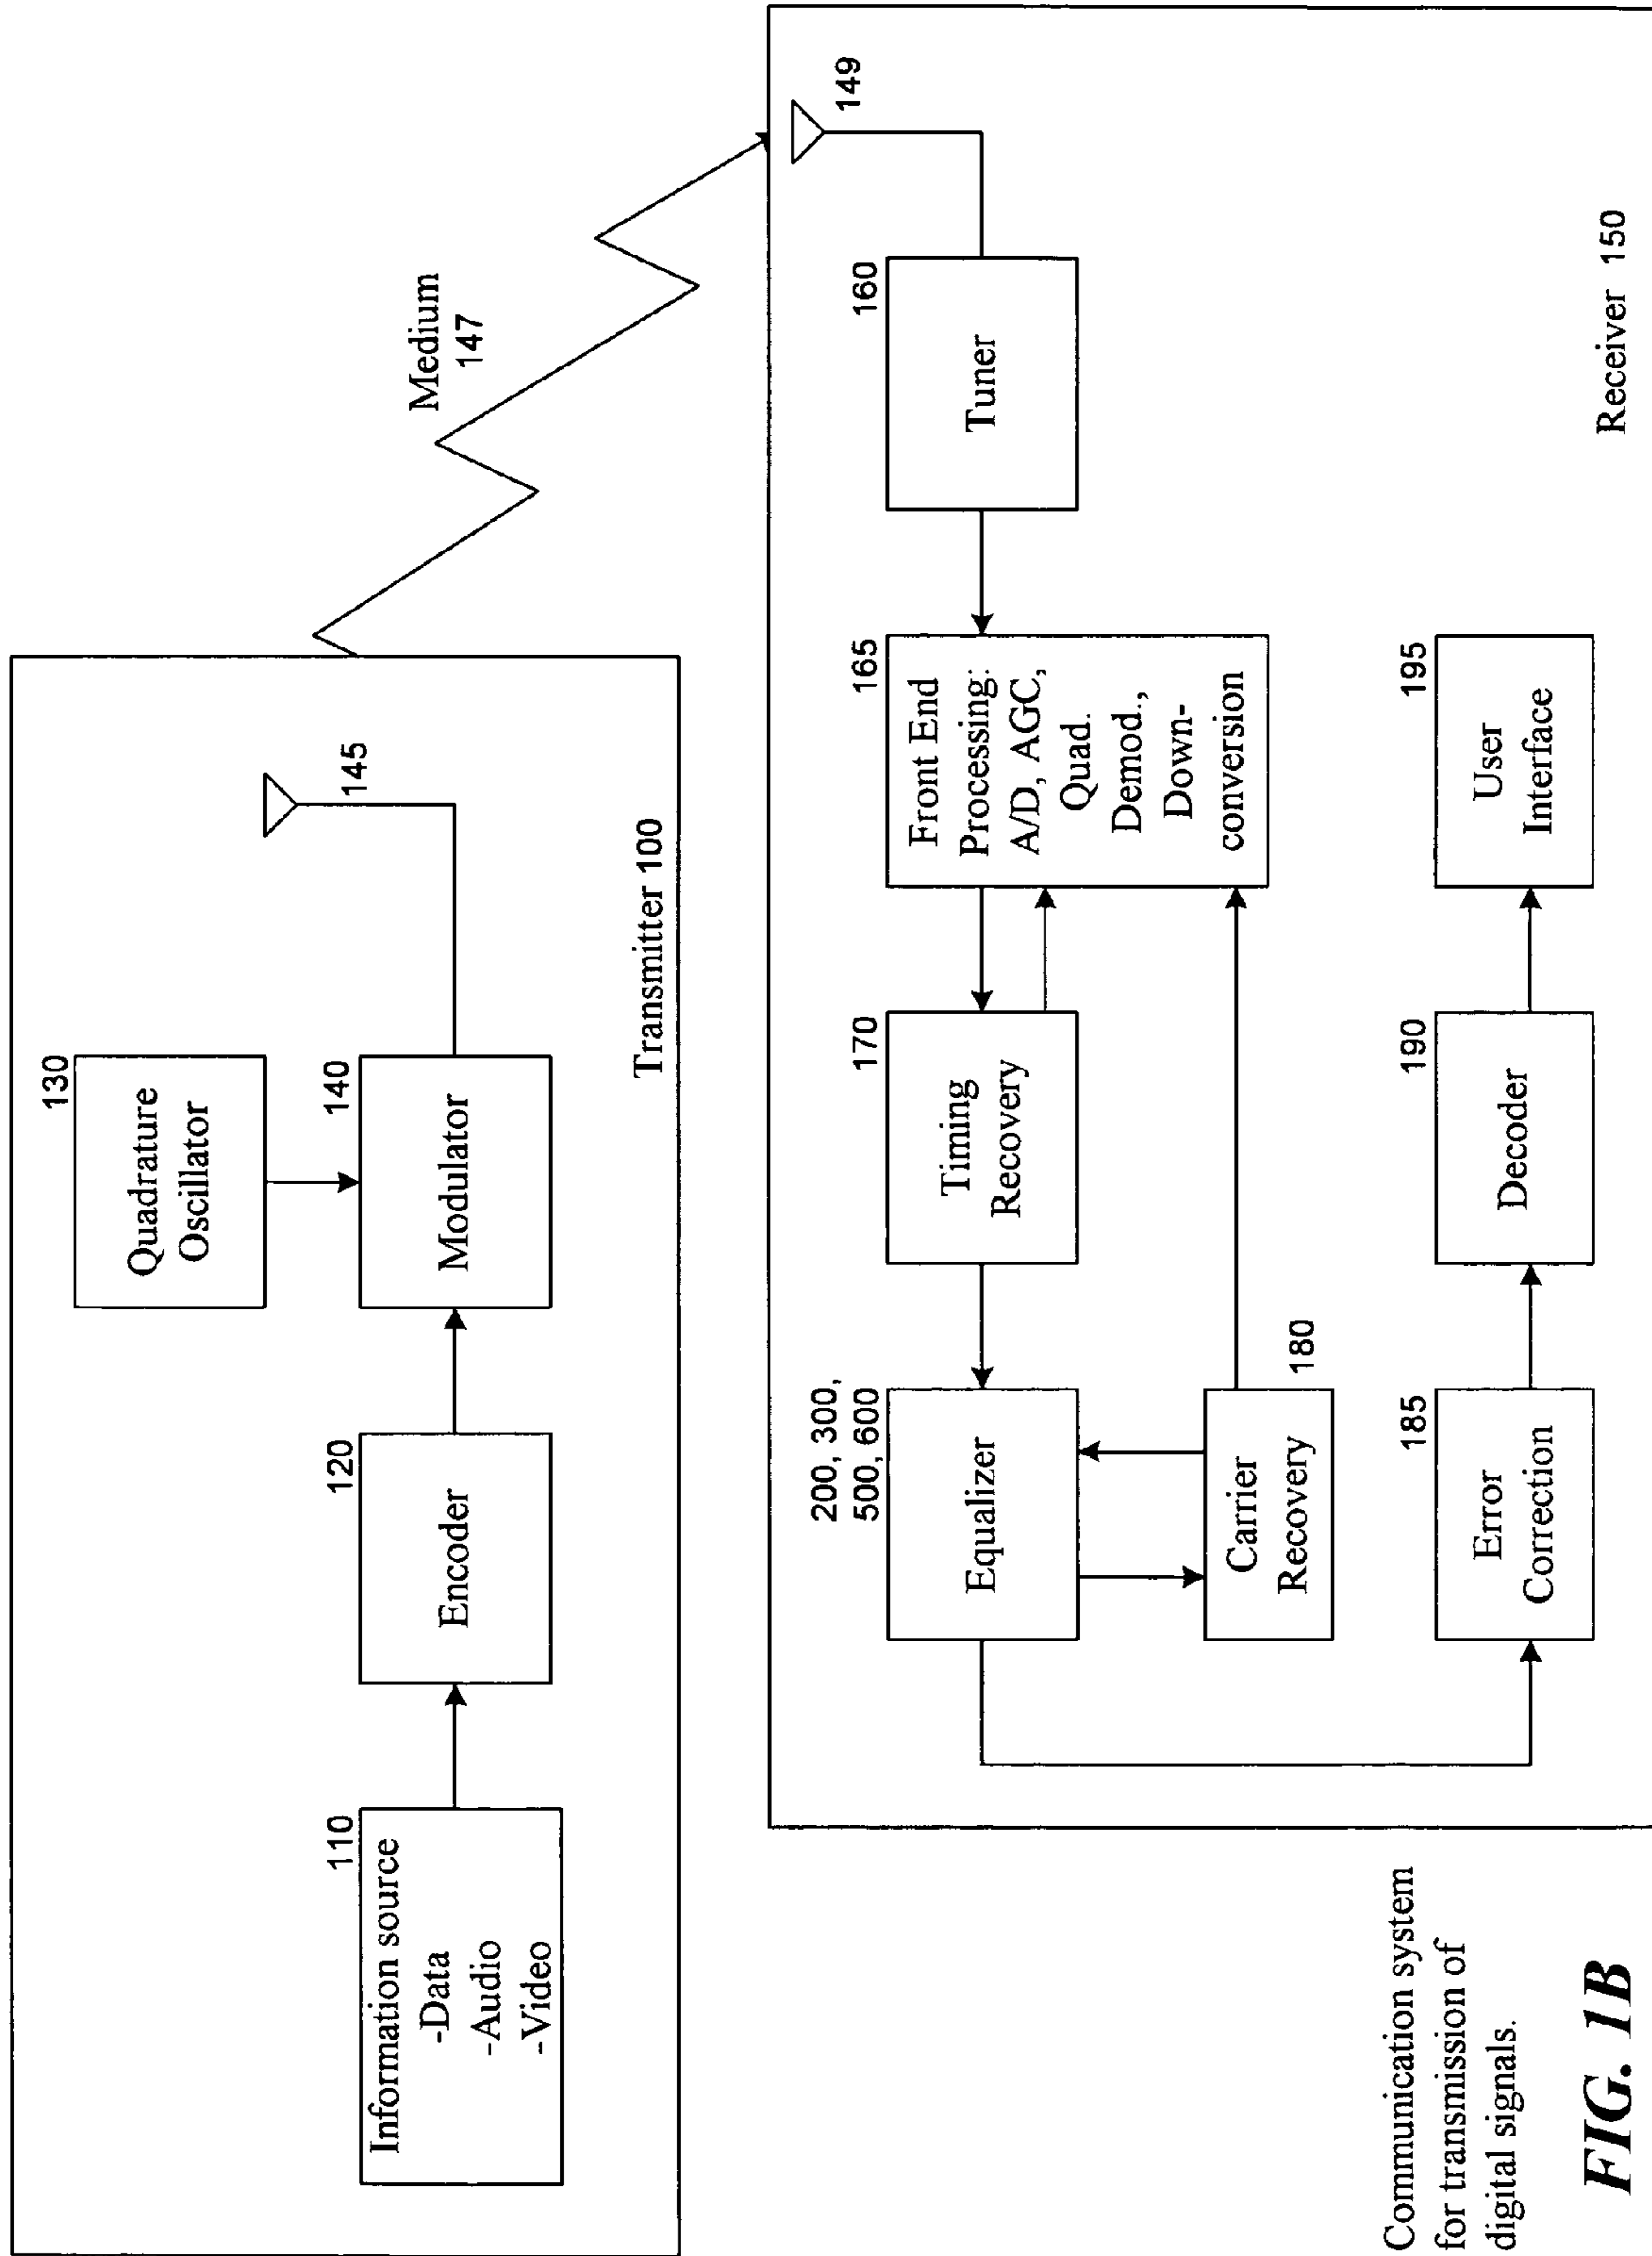 130
Quadrature
Oscillator
110
Information source
-Data
-Audio
-Video
120
Encoder
140
Modulator
145
Transmitter 100
Medium
147
149
200, 300,
500, 600
Equalizer
170
Timing
Recovery
165
Front End
Processing:
A/D, AGC,
Quad.
Demod.,
Down-
conversion
160
Tuner
180
Carrier
Recovery
185
Error
Correction
190
Decoder
195
User
Interface
Receiver 150
Communication system
for transmission of
digital signals.
FIG. 1B